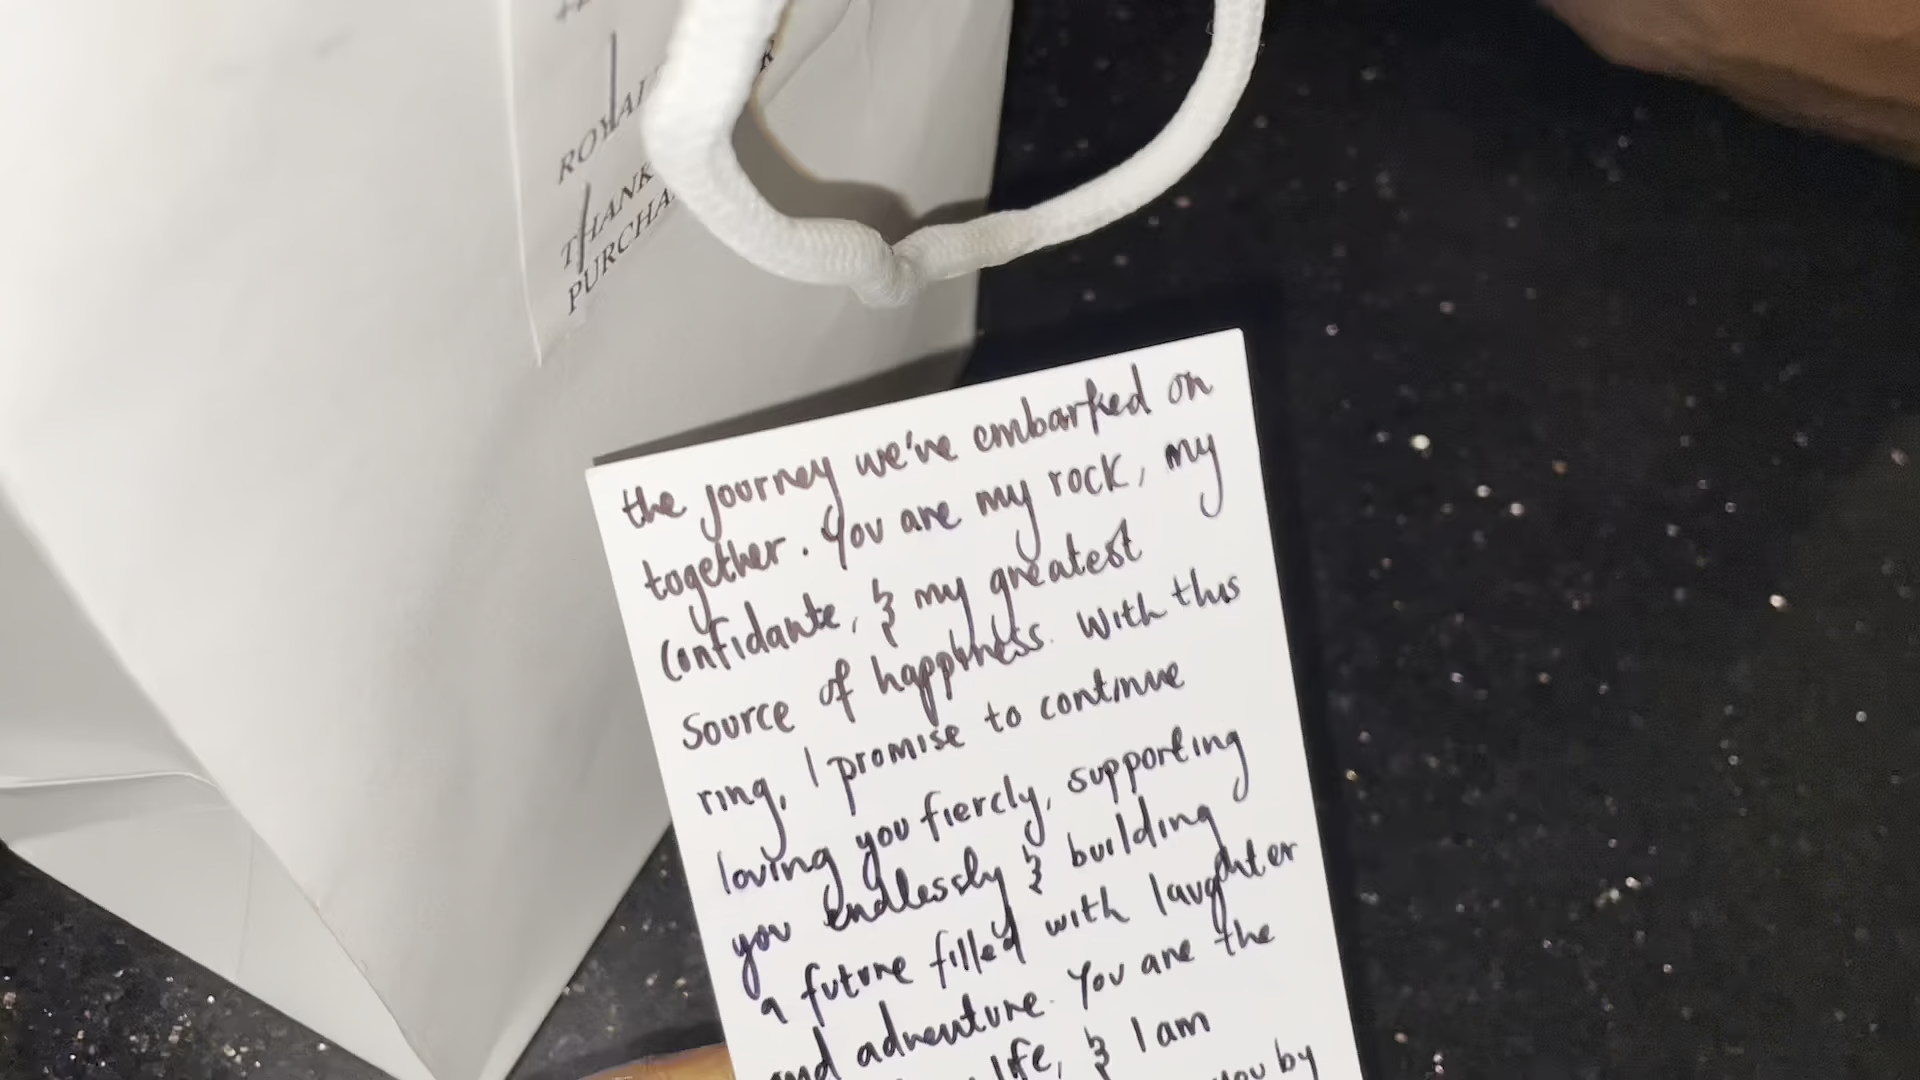 ROYAL
THANK
PURCHA
the journey we've embarked on
together. You are my rock, my
confidante, & my greatest
source of happiness. With this
ring, I promise to continue
loving you fiercly, supporting
you endlessly & building
a future filled with laughter
and adventure. You are the
life, & I am
you by